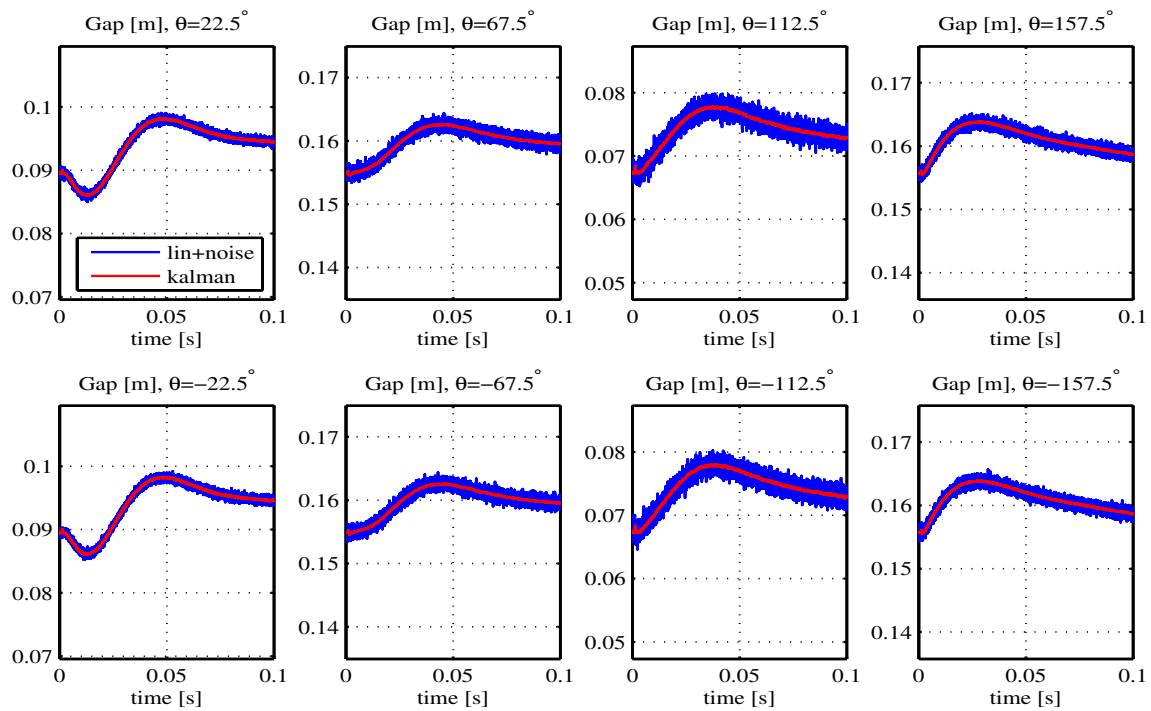 Gap [m], θ=22.5°
Gap [m], θ=67.5°
Gap [m], θ=112.5°
Gap [m], θ=157.5°
0.1
0.09
0.08
0.07
lin+noise
kalman
0 0.05 0.1
time [s]
0.17
0.16
0.15
0.14
0 0.05 0.1
time [s]
0.08
0.07
0.06
0.05
0 0.05 0.1
time [s]
0.17
0.16
0.15
0.14
0 0.05 0.1
time [s]
Gap [m], θ=−22.5°
Gap [m], θ=−67.5°
Gap [m], θ=−112.5°
Gap [m], θ=−157.5°
0.1
0.09
0.08
0.07
0 0.05 0.1
time [s]
0.17
0.16
0.15
0.14
0 0.05 0.1
time [s]
0.08
0.07
0.06
0.05
0 0.05 0.1
time [s]
0.17
0.16
0.15
0.14
0 0.05 0.1
time [s]